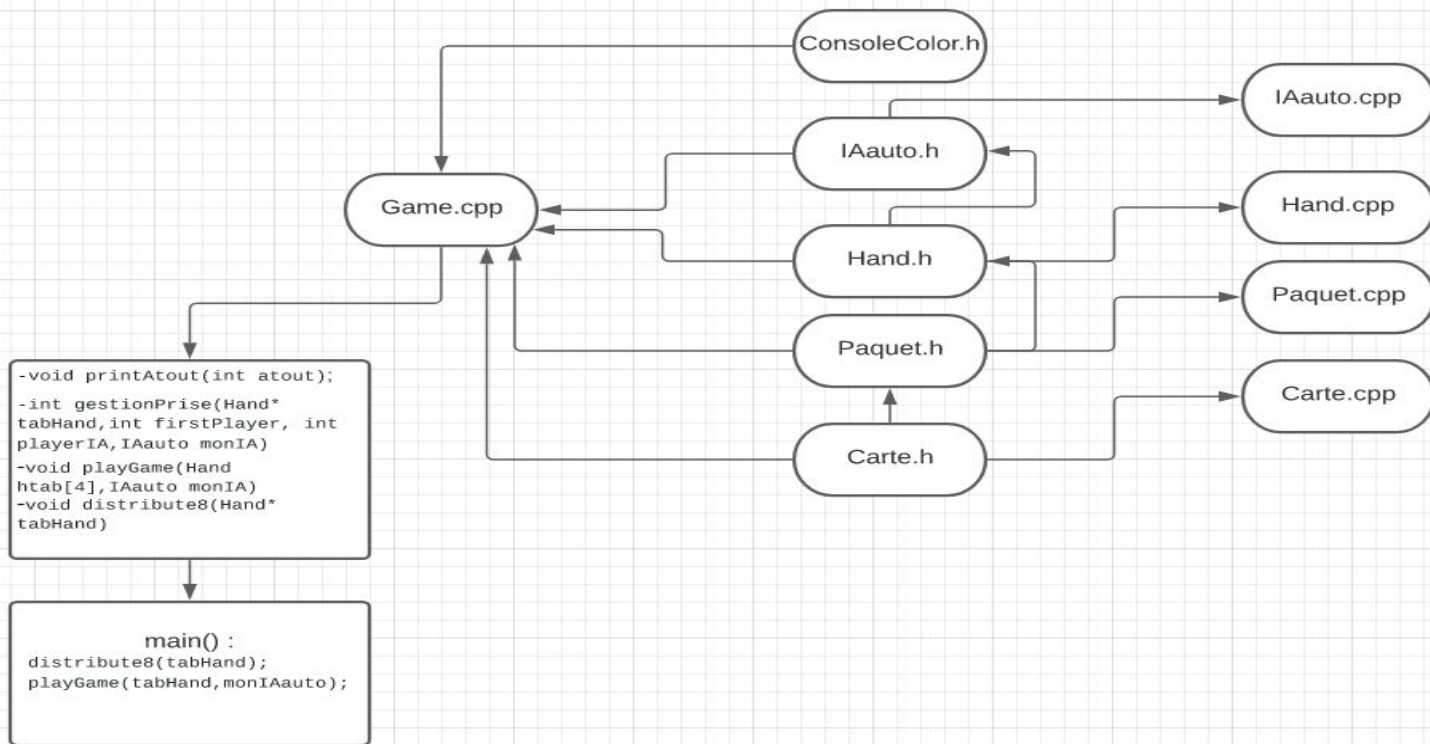 ConsoleColor.h
IAauto.cpp
IAauto.h
Game.cpp
Hand.cpp
Hand.h
Paquet.cpp
Paquet.h
Carte.cpp
Carte.h
-void printAtout(int atout);
-int gestionPrise(Hand*
tabHand,int firstPlayer, int
playerIA,IAauto monIA)
-void playGame(Hand
htab[4],IAauto monIA)
-void distribute8(Hand*
tabHand)
main() :
distribute8(tabHand);
playGame(tabHand,monIAauto);